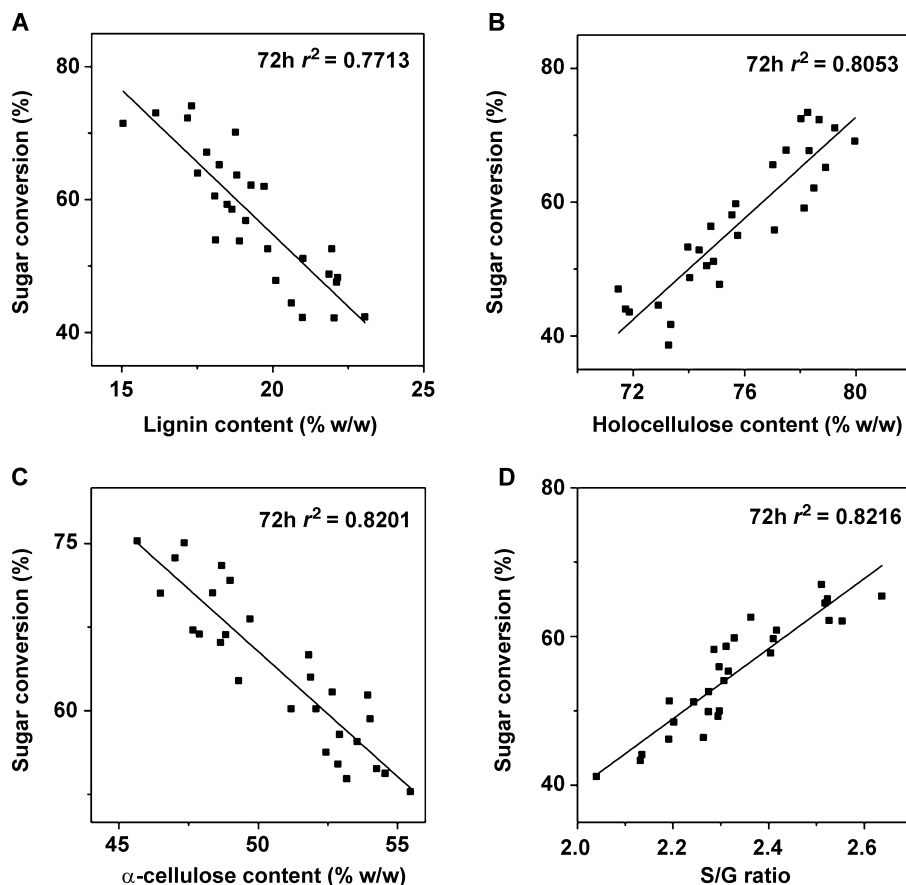 A
72h r² = 0.7713
80
60
40
Sugar conversion (%)
15
20
25
Lignin content (% w/w)
B
72h r² = 0.8053
80
60
40
Sugar conversion (%)
72
76
80
Holocellulose content (% w/w)
C
72h r² = 0.8201
75
60
Sugar conversion (%)
45
50
55
α-cellulose content (% w/w)
D
72h r² = 0.8216
80
60
40
Sugar conversion (%)
2.0
2.2
2.4
2.6
S/G ratio